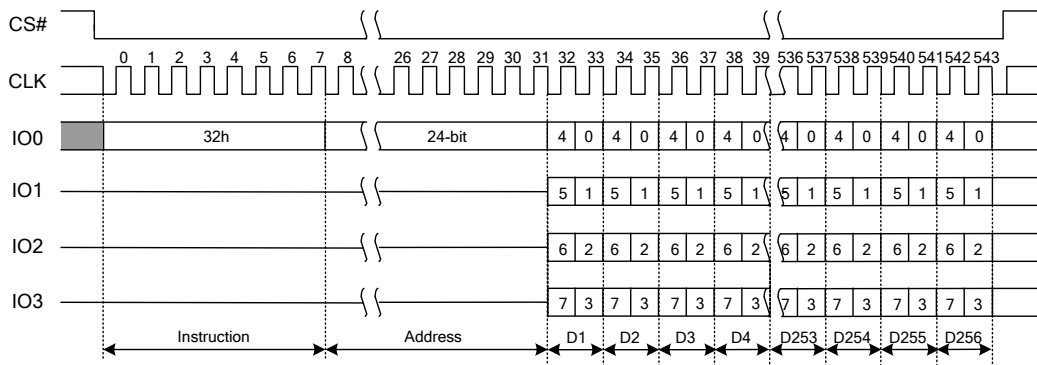 CS#
0 1 2 3 4 5 6 7 8 26 27 28 29 30 31 32 33 34 35 36 37 38 39 536 537 538 539 540 541 542 543
CLK
IO0 32h 24-bit 4 0 4 0 4 0 4 0 4 0 4 0 4 0 4 0
IO1 5 1 5 1 5 1 5 1 5 1 5 1 5 1 5 1
IO2 6 2 6 2 6 2 6 2 6 2 6 2 6 2 6 2
IO3 7 3 7 3 7 3 7 3 7 3 7 3 7 3 7 3
Instruction Address D1 D2 D3 D4 D253 D254 D255 D256